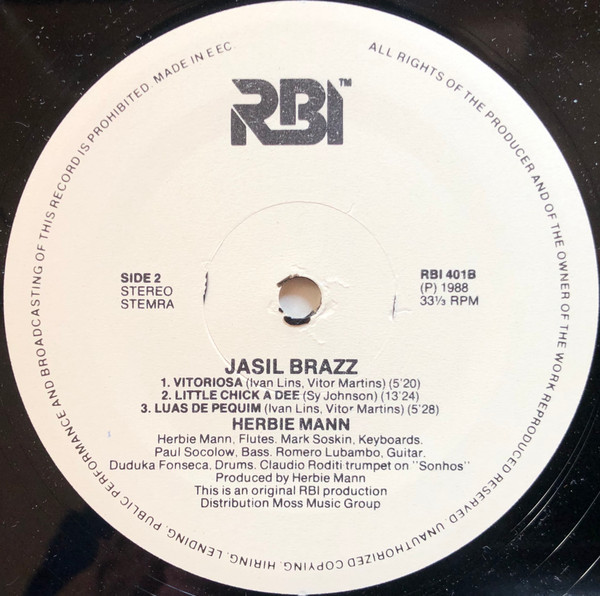 ALL RIGHTS OF THE PRODUCER AND OF THE OWNER OF THE WORK REPRODUCED RESERVED. UNAUTHORIZED COPYING, HIRING, LENDING, PUBLIC PERFORMANCE AND BROADCASTING OF THIS RECORD IS PROHIBITED. MADE IN E EC.
RBI™
SIDE 2
STEREO
STEMRA
RBI 401B
(P) 1988
33⅓ RPM
JASIL BRAZZ
1. VITORIOSA (Ivan Lins, Vitor Martins) (5'20)
2. LITTLE CHICK A DEE (Sy Johnson) (13'24)
3. LUAS DE PEQUIM (Ivan Lins, Vitor Martins) (5'28)
HERBIE MANN
Herbie Mann, Flutes. Mark Soskin, Keyboards.
Paul Socolow, Bass. Romero Lubambo, Guitar.
Duduka Fonseca, Drums. Claudio Roditi trumpet on "Sonhos"
Produced by Herbie Mann
This is an original RBI production
Distribution Moss Music Group